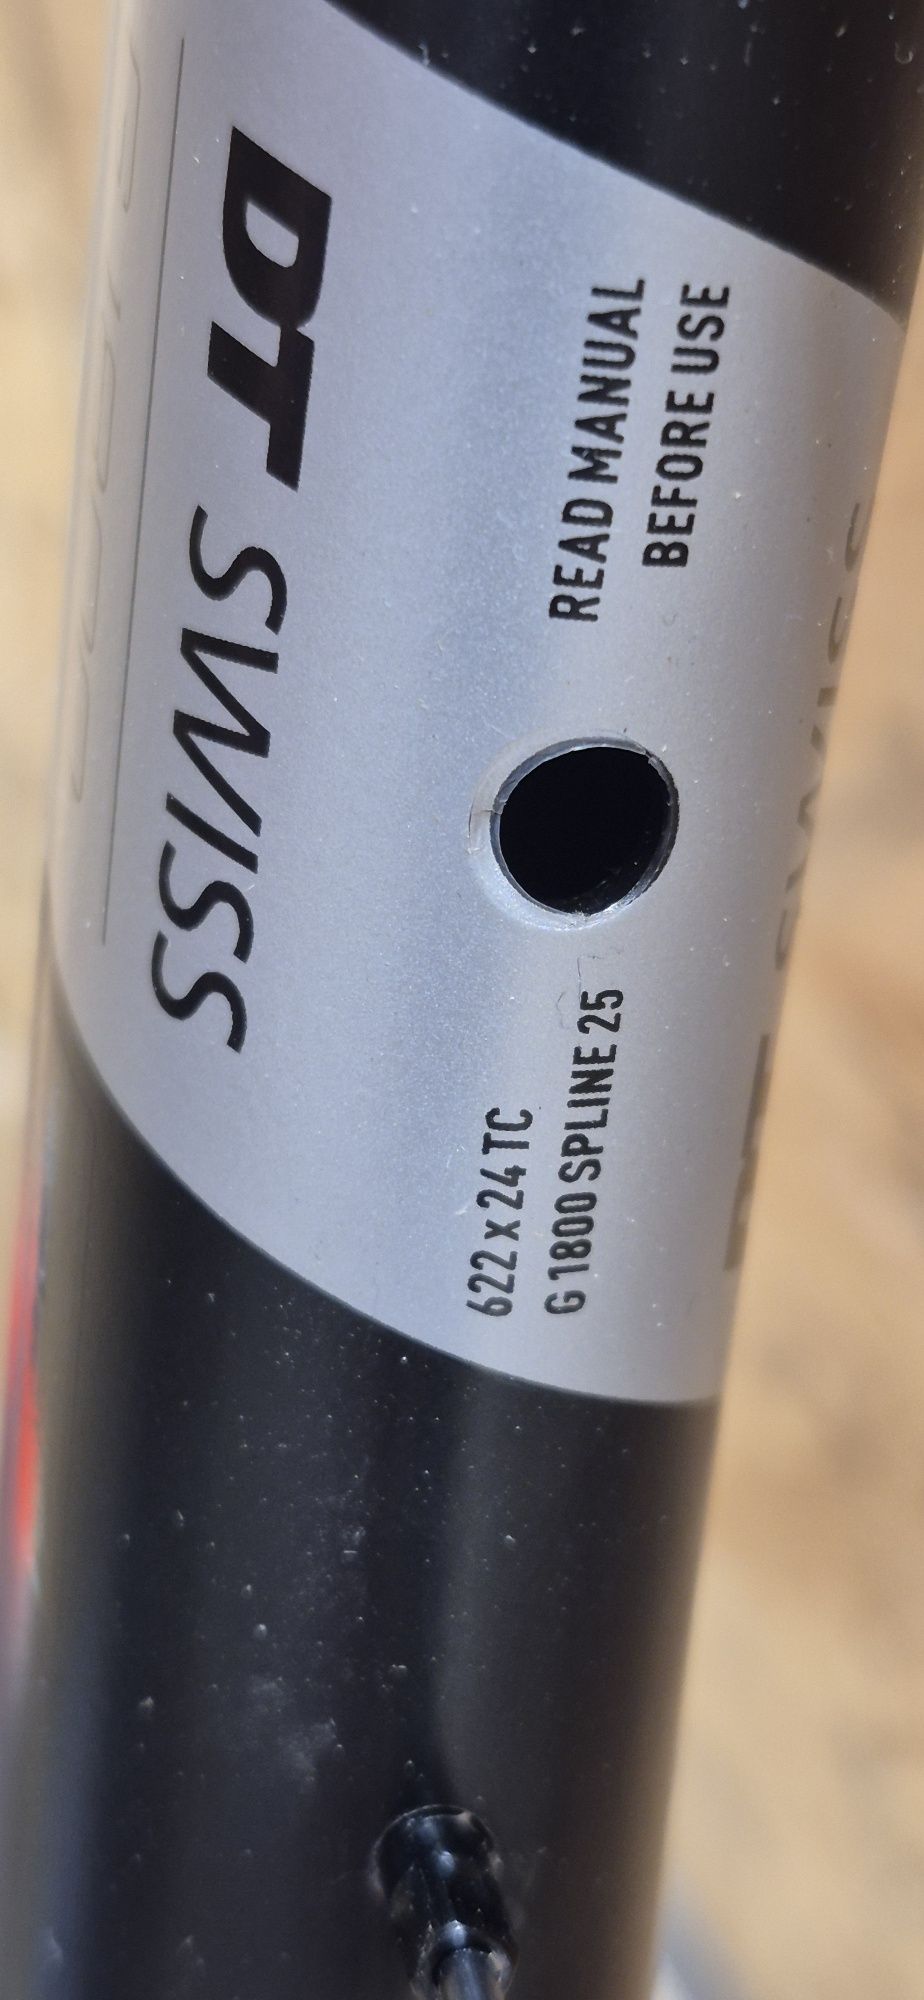 DT SWISS
READ MANUAL
BEFORE USE
622 x 24 TC
G 1800 SPLINE 25